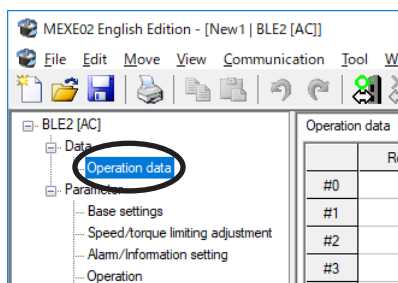 MEXE02 English Edition - [New1 | BLE2 [AC]]
File Edit Move View Communication Tool
BLE2 [AC]
Data
Operation data
Parameter
Base settings
Speed/torque limiting adjustment
Alarm/Information setting
Operation
Operation data
#0
#1
#2
#3